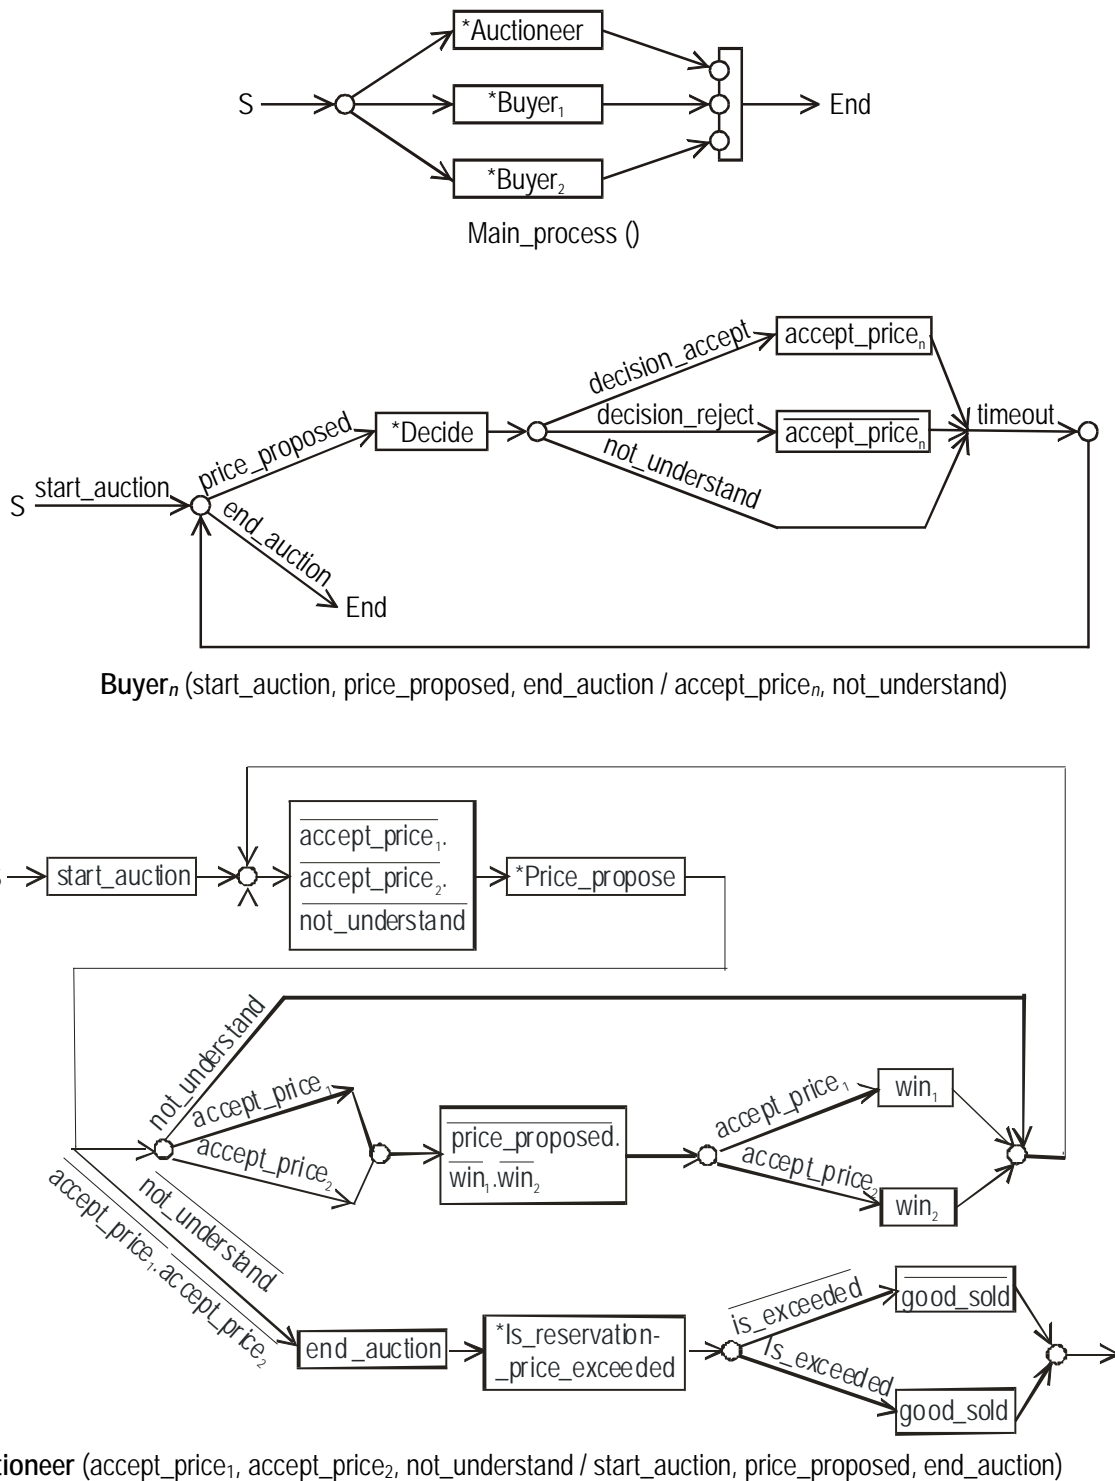 *Auctioneer
S
*Buyer₁
End
*Buyer₂
Main_process ()
decision_accept
accept_priceₙ
price_proposed
*Decide
decision_reject
accept_priceₙ
timeout
not_understand
S
start_auction
end_auction
End
Buyerₙ (start_auction, price_proposed, end_auction / accept_priceₙ, not_understand)
accept_price₁.
accept_price₂.
not_understand
start_auction
*Price_propose
not_understand
accept_price₁
accept_price₂
price_proposed.
win₁.win₂
accept_price₁
win₁
accept_price₂
win₂
not_understand.
accept_price₁.accept_price₂
end_auction
*Is_reservation-
_price_exceeded
is_exceeded
good_sold
Is_exceeded
good_sold
tioneer (accept_price₁, accept_price₂, not_understand / start_auction, price_proposed, end_auction)